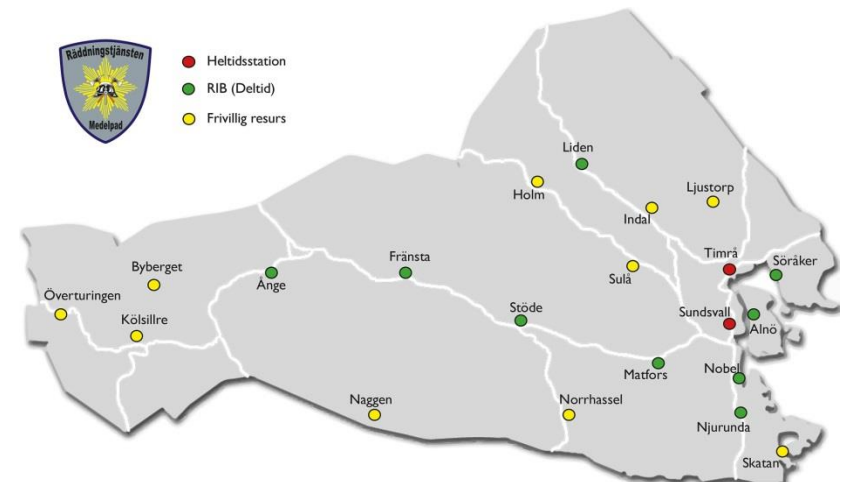 Räddningstjänsten
Medelpad
Heltidsstation
RIB (Deltid)
Frivillig resurs
Liden
Holm
Ljustorp
Indal
Timrå
Söråker
Sulå
Fränsta
Ånge
Byberget
Överturingen
Kölsillre
Stöde
Sundsvall
Alnö
Matfors
Nobel
Naggen
Norrhassel
Njurunda
Skatan